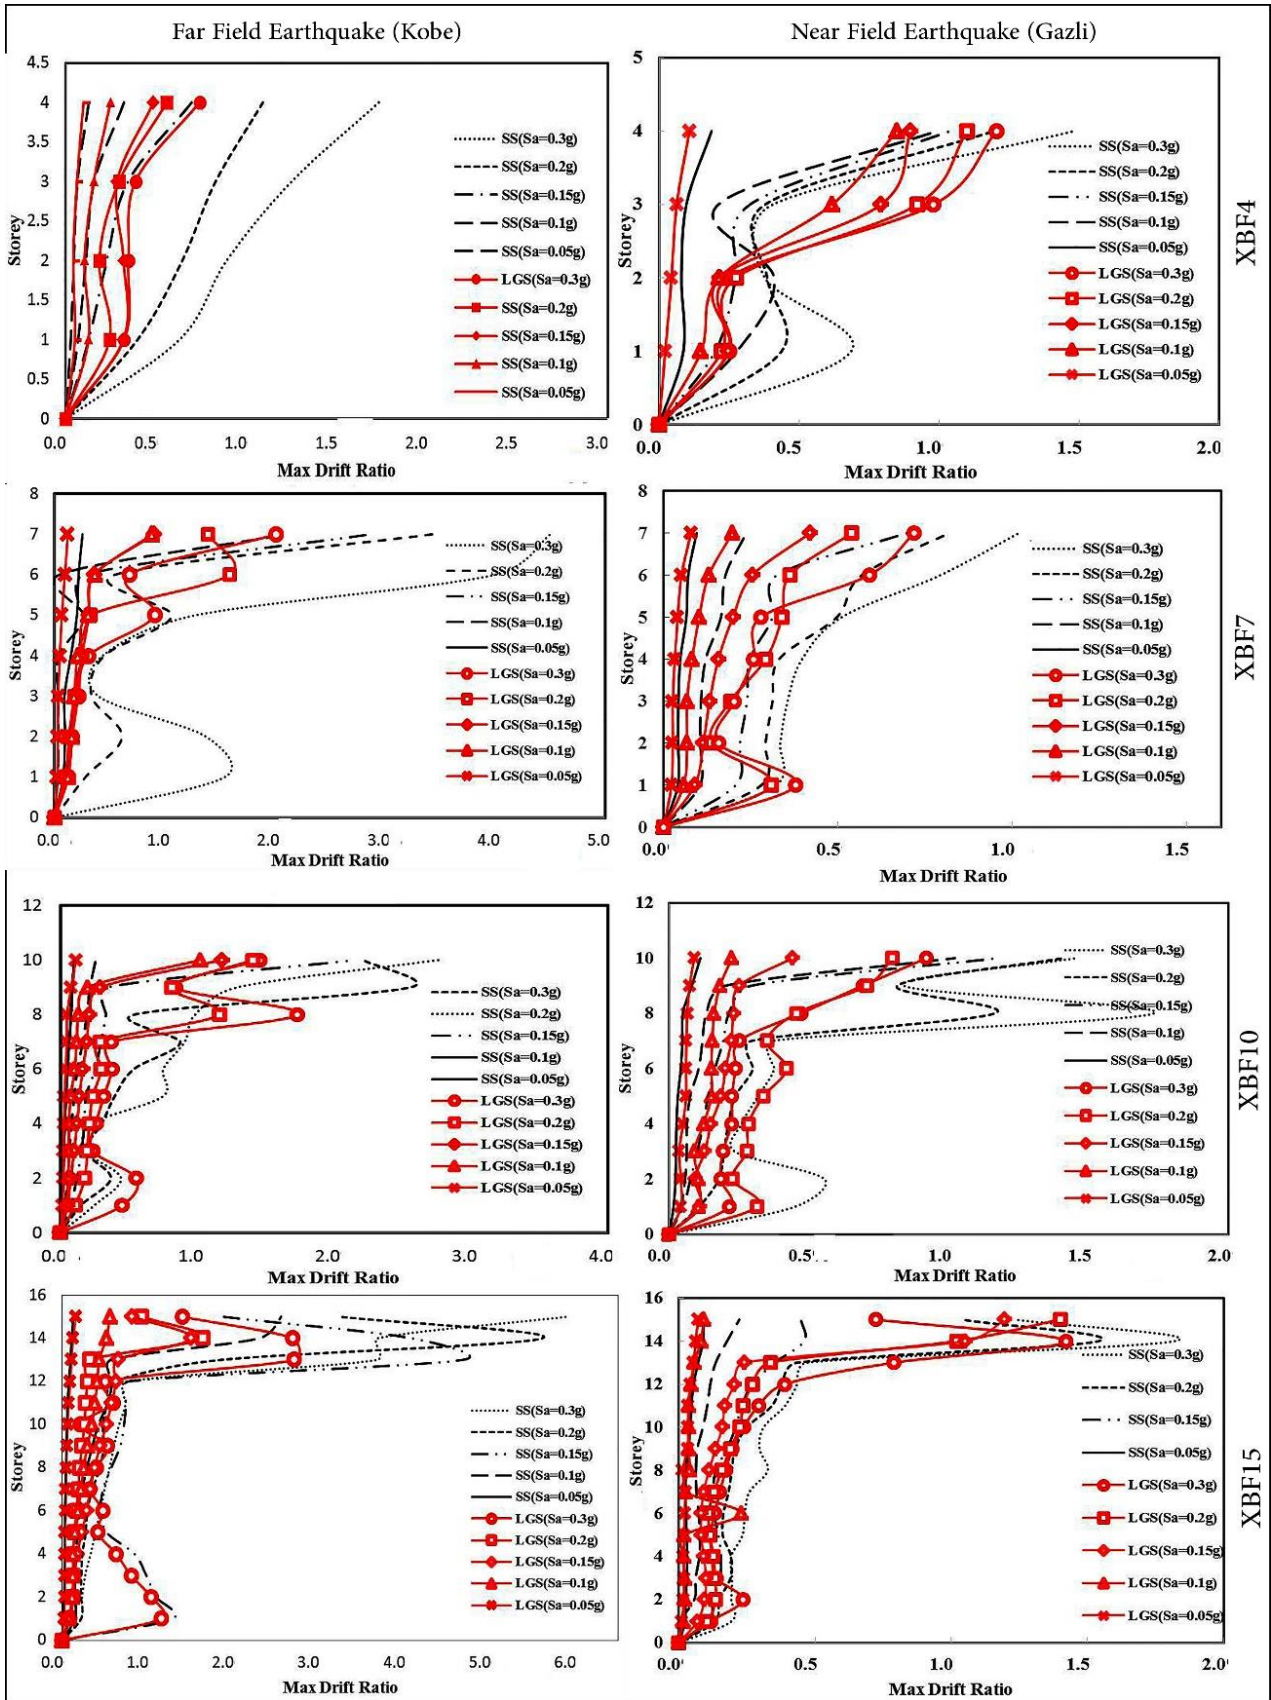 Far Field Earthquake (Kobe)
Near Field Earthquake (Gazli)
4.5
4
3.5
3
2.5
2
1.5
1
0.5
0
Storey
0.0 0.5 1.0 2.0 2.5 3.0
Max Drift Ratio
SS(Sa=0.3g)
SS(Sa=0.2g)
SS(Sa=0.15g)
SS(Sa=0.1g)
SS(Sa=0.05g)
LGS(Sa=0.3g)
SS(Sa=0.2g)
SS(Sa=0.15g)
SS(Sa=0.1g)
SS(Sa=0.05g)
5
4
3
2
1
0
Storey
0.0 0.5 1.0 1.5 2.0
Max Drift Ratio
SS(Sa=0.3g)
SS(Sa=0.2g)
SS(Sa=0.15g)
SS(Sa=0.1g)
SS(Sa=0.05g)
LGS(Sa=0.3g)
LGS(Sa=0.2g)
LGS(Sa=0.15g)
LGS(Sa=0.1g)
LGS(Sa=0.05g)
XBF4
8
7
6
5
4
3
2
1
0
Storey
0.0 1.0 2.0 3.0 4.0 5.0
Max Drift Ratio
SS(Sa=0.3g)
SS(Sa=0.2g)
SS(Sa=0.15g)
SS(Sa=0.1g)
SS(Sa=0.05g)
LGS(Sa=0.3g)
LGS(Sa=0.2g)
LGS(Sa=0.15g)
LGS(Sa=0.1g)
LGS(Sa=0.05g)
8
7
6
5
4
3
2
1
0
Storey
0.0 0.5 1.0 1.5
Max Drift Ratio
SS(Sa=0.3g)
SS(Sa=0.2g)
SS(Sa=0.15g)
SS(Sa=0.1g)
SS(Sa=0.05g)
LGS(Sa=0.3g)
LGS(Sa=0.2g)
LGS(Sa=0.15g)
LGS(Sa=0.1g)
LGS(Sa=0.05g)
XBF7
12
10
8
6
4
2
0
Storey
0.0 1.0 2.0 3.0 4.0
Max Drift Ratio
SS(Sa=0.3g)
SS(Sa=0.2g)
SS(Sa=0.15g)
SS(Sa=0.1g)
SS(Sa=0.05g)
LGS(Sa=0.3g)
LGS(Sa=0.2g)
LGS(Sa=0.15g)
LGS(Sa=0.1g)
LGS(Sa=0.05g)
12
10
8
6
4
2
0
Storey
0.0 0.5 1.0 1.5 2.0
Max Drift Ratio
SS(Sa=0.3g)
SS(Sa=0.2g)
SS(Sa=0.15g)
SS(Sa=0.1g)
SS(Sa=0.05g)
LGS(Sa=0.3g)
LGS(Sa=0.2g)
LGS(Sa=0.15g)
LGS(Sa=0.1g)
LGS(Sa=0.05g)
XBF10
16
14
12
10
8
6
4
2
0
Storey
0.0 1.0 2.0 3.0 4.0 5.0 6.0
Max Drift Ratio
SS(Sa=0.3g)
SS(Sa=0.2g)
SS(Sa=0.15g)
SS(Sa=0.1g)
SS(Sa=0.05g)
LGS(Sa=0.3g)
LGS(Sa=0.2g)
LGS(Sa=0.15g)
LGS(Sa=0.1g)
LGS(Sa=0.05g)
16
14
12
10
8
6
4
2
0
Storey
0.0 0.5 1.0 1.5 2.0
Max Drift Ratio
SS(Sa=0.3g)
SS(Sa=0.2g)
SS(Sa=0.15g)
SS(Sa=0.05g)
LGS(Sa=0.3g)
LGS(Sa=0.2g)
LGS(Sa=0.15g)
LGS(Sa=0.1g)
LGS(Sa=0.05g)
XBF15